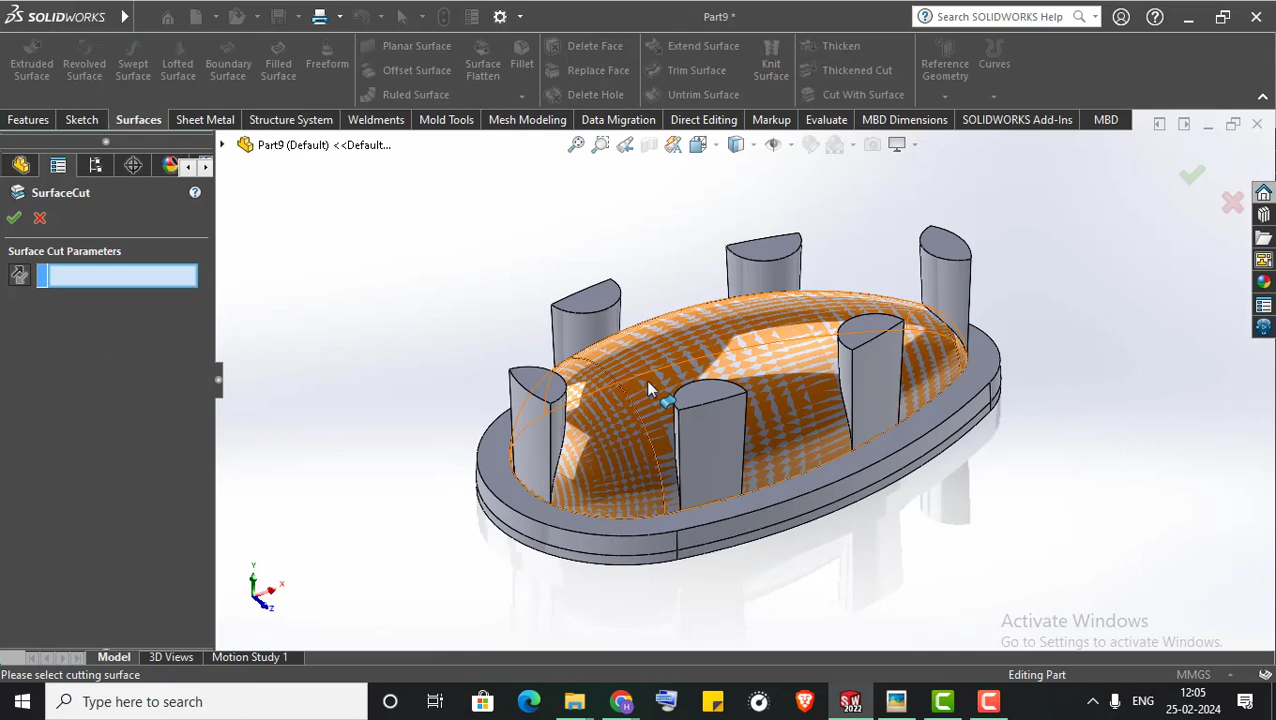 SOLIDWORKS
Part9 *
Search SOLIDWORKS Help
Extruded Surface
Revolved Surface
Swept Surface
Lofted Surface
Boundary Surface
Filled Surface
Freeform
Planar Surface
Offset Surface
Ruled Surface
Surface Flatten
Fillet
Delete Face
Replace Face
Delete Hole
Extend Surface
Trim Surface
Untrim Surface
Knit Surface
Thicken
Thickened Cut
Cut With Surface
Reference Geometry
Curves
Features
Sketch
Surfaces
Sheet Metal
Structure System
Weldments
Mold Tools
Mesh Modeling
Data Migration
Direct Editing
Markup
Evaluate
MBD Dimensions
SOLIDWORKS Add-Ins
MBD
Part9 (Default) <<Default...
SurfaceCut
Surface Cut Parameters
Y
X
Z
Activate Windows
Go to Settings to activate Windows.
Model
3D Views
Motion Study 1
Please select cutting surface
Editing Part
MMGS
Type here to search
SW
2022
ENG
12:05
25-02-2024